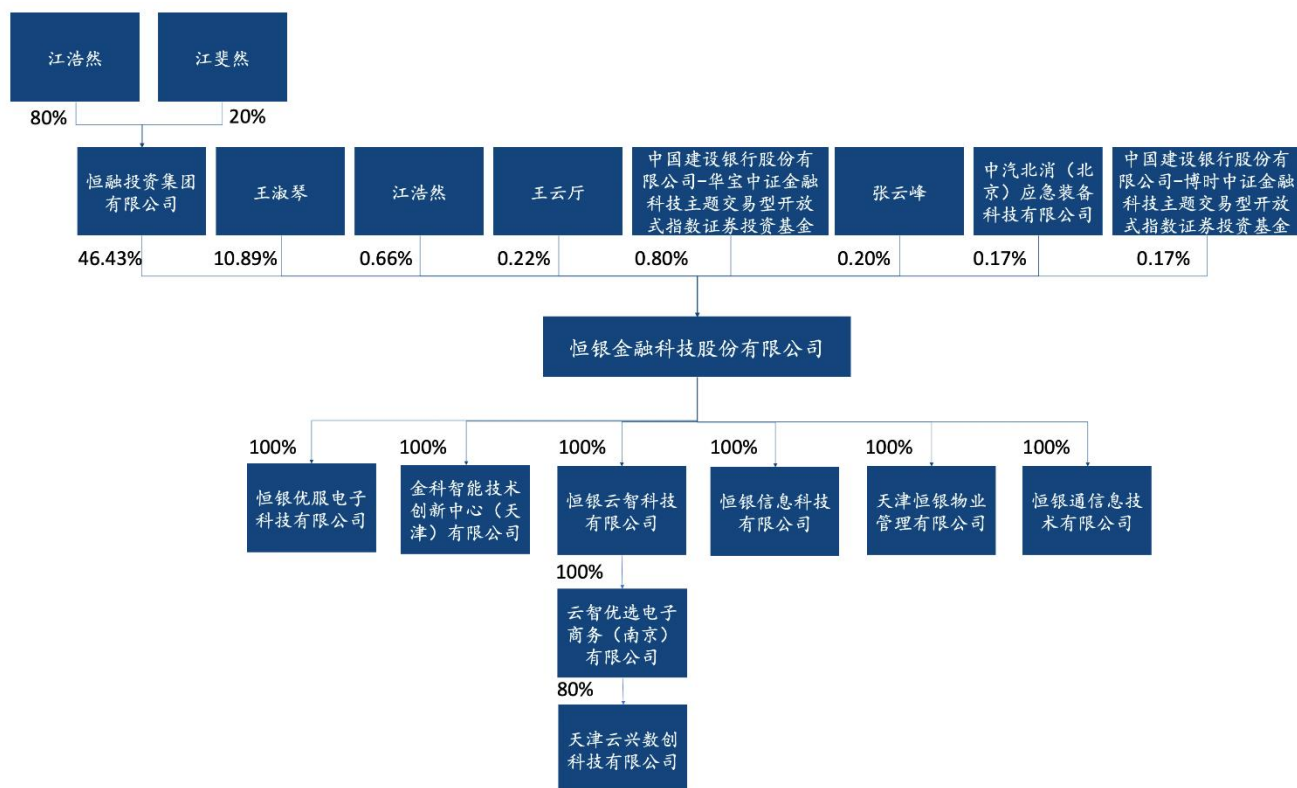 江浩然
江斐然
80%
20%
恒融投资集团
有限公司
王淑琴
江浩然
王云厅
中国建设银行股份有
限公司-华宝中证金融
科技主题交易型开放
式指数证券投资基金
张云峰
中汽北消（北
京）应急装备
科技有限公司
中国建设银行股份有
限公司-博时中证金融
科技主题交易型开放
式指数证券投资基金
46.43%
10.89%
0.66%
0.22%
0.80%
0.20%
0.17%
0.17%
恒银金融科技股份有限公司
100%
100%
100%
100%
100%
100%
恒银优服电子
科技有限公司
金科智能技术
创新中心（天
津）有限公司
恒银云智科技
有限公司
恒银信息科技
有限公司
天津恒银物业
管理有限公司
恒银通信息技
术有限公司
100%
云智优选电子
商务（南京）
有限公司
80%
天津云兴数创
科技有限公司